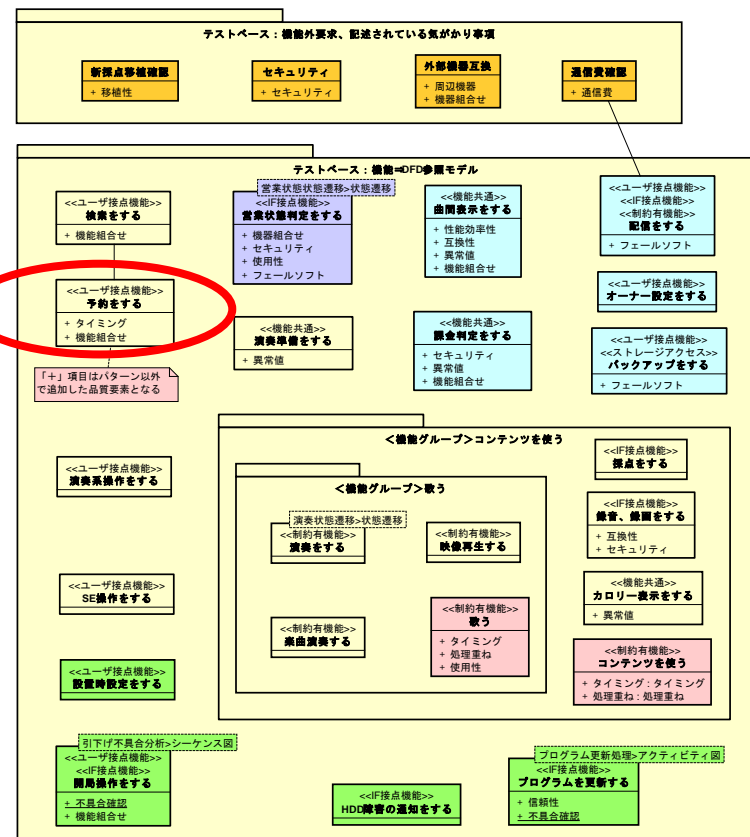 テストベース：機能外要求、記述されている気がかり事項
新採点移植確認
+ 移植性
セキュリティ
+ セキュリティ
外部機器互換
+ 周辺機器
+ 機器組合せ
通信費確認
+ 通信費
テストベース：機能⇒DFD参照モデル
<<ユーザ接点機能>>
検索をする
+ 機能組合せ
営業状態状態遷移>状態遷移
<<IF接点機能>>
営業状態判定をする
+ 機器組合せ
+ セキュリティ
+ 使用性
+ フェールソフト
<<機能共通>>
曲間表示をする
+ 性能効率性
+ 互換性
+ 異常値
+ 機能組合せ
<<ユーザ接点機能>>
<<IF接点機能>>
<<制約有機能>>
配信をする
+ フェールソフト
<<ユーザ接点機能>>
予約をする
+ タイミング
+ 機能組合せ
<<ユーザ接点機能>>
オーナー設定をする
<<機能共通>>
演奏準備をする
+ 異常値
<<機能共通>>
課金判定をする
+ セキュリティ
+ 異常値
+ 機能組合せ
<<ユーザ接点機能>>
<<ストレージアクセス>>
バックアップをする
+ フェールソフト
「＋」項目はパターン以外
で追加した品質要素となる
＜機能グループ＞コンテンツを使う
<<ユーザ接点機能>>
演奏系操作をする
＜機能グループ＞歌う
<<IF接点機能>>
採点をする
演奏状態遷移>状態遷移
<<制約有機能>>
演奏をする
<<制約有機能>>
映像再生する
<<IF接点機能>>
録音、録画をする
+ 互換性
+ セキュリティ
<<ユーザ接点機能>>
SE操作をする
<<制約有機能>>
楽曲演奏する
<<制約有機能>>
歌う
+ タイミング
+ 処理重ね
+ 使用性
<<機能共通>>
カロリー表示をする
+ 異常値
<<制約有機能>>
コンテンツを使う
+ タイミング：タイミング
+ 処理重ね：処理重ね
<<ユーザ接点機能>>
設置時設定をする
引下げ不具合分析>シーケンス図
<<ユーザ接点機能>>
<<IF接点機能>>
開局操作をする
+ 不具合確認
+ 機能組合せ
<<IF接点機能>>
HDD障害の通知をする
プログラム更新処理>アクティビティ図
<<IF接点機能>>
プログラムを更新する
+ 信頼性
+ 不具合確認